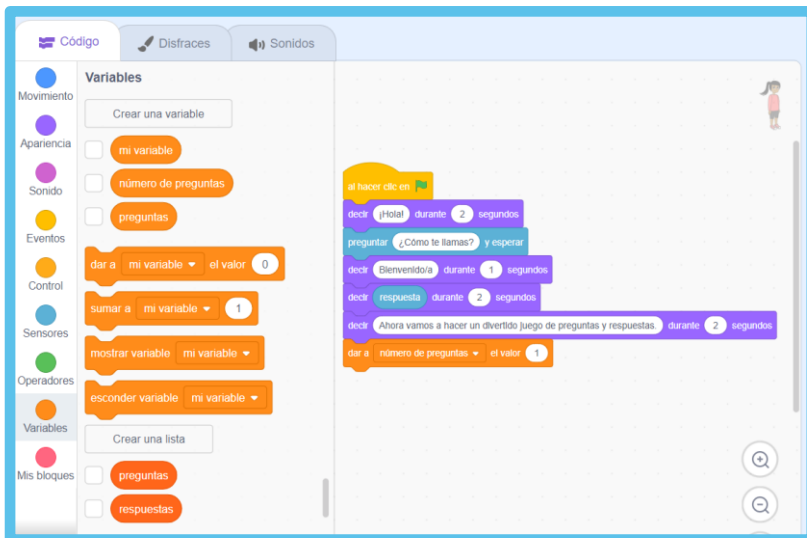 Código
Disfraces
Sonidos
Movimiento
Apariencia
Sonido
Eventos
Control
Sensores
Operadores
Variables
Mis bloques
Variables
Crear una variable
mi variable
número de preguntas
preguntas
dar a mi variable el valor 0
sumar a mi variable 1
mostrar variable mi variable
esconder variable mi variable
Crear una lista
preguntas
respuestas
al hacer clic en
decir ¡Hola! durante 2 segundos
preguntar ¿Cómo te llamas? y esperar
decir Bienvenido/a durante 1 segundos
decir respuesta durante 2 segundos
decir Ahora vamos a hacer un divertido juego de preguntas y respuestas. durante 2 segundos
dar a número de preguntas el valor 1